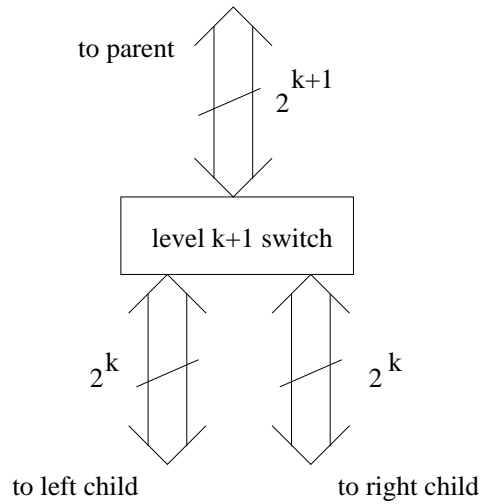 to parent
2^{k+1}
level k+1 switch
2^k 2^k
to left child to right child